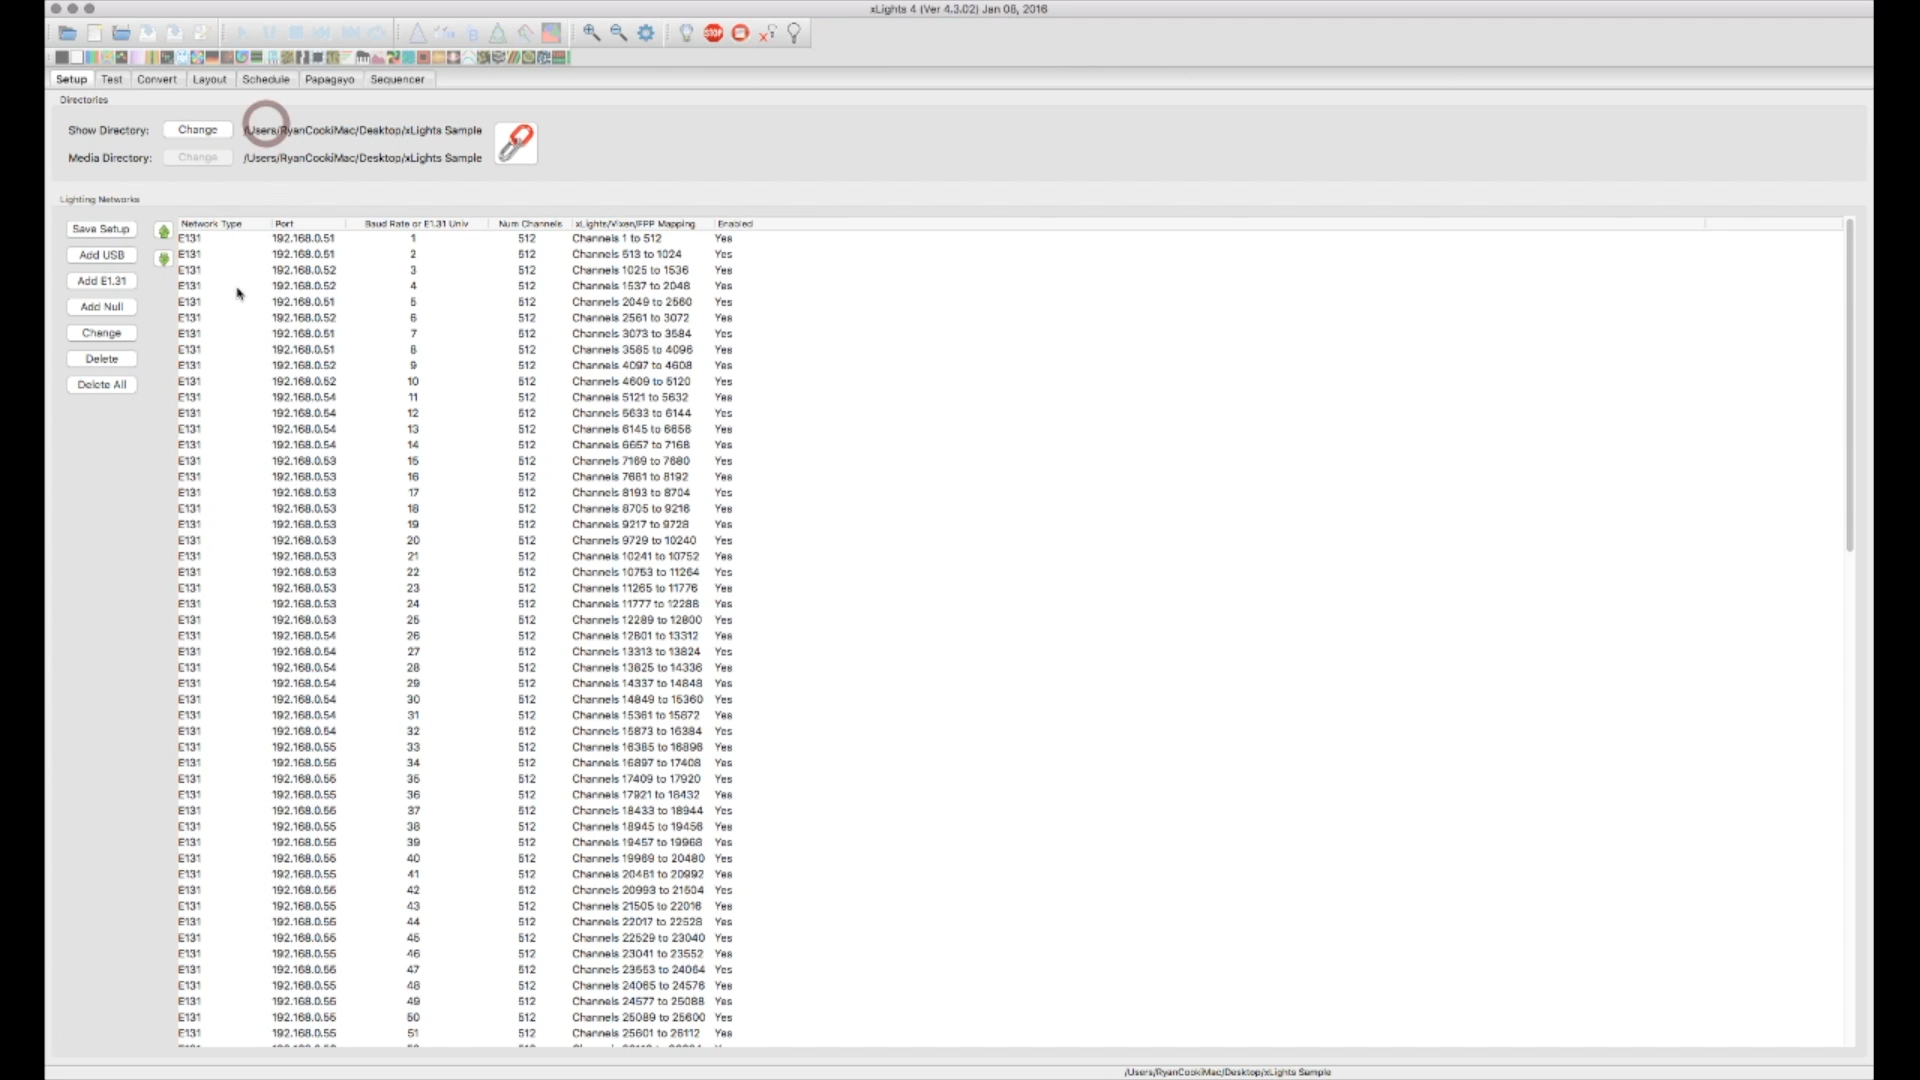 xLights 4 (Ver 4.3.02) Jan 08, 2016
STOP
Setup Test Convert Layout Schedule Papagayo Sequencer
Directories
Show Directory: Change /Users/RyanCookiMac/Desktop/xLights Sample
Media Directory: Change /Users/RyanCookiMac/Desktop/xLights Sample
Lighting Networks
Save Setup
Add USB
Add E1.31
Add Null
Change
Delete
Delete All
Network Type Port Baud Rate or E1.31 Univ Num Channels xLights/Vixen/FPP Mapping Enabled
E131 192.168.0.51 1 512 Channels 1 to 512 Yes
E131 192.168.0.51 2 512 Channels 513 to 1024 Yes
E131 192.168.0.52 3 512 Channels 1025 to 1536 Yes
E131 192.168.0.52 4 512 Channels 1537 to 2048 Yes
E131 192.168.0.51 5 512 Channels 2049 to 2560 Yes
E131 192.168.0.52 6 512 Channels 2561 to 3072 Yes
E131 192.168.0.51 7 512 Channels 3073 to 3584 Yes
E131 192.168.0.51 8 512 Channels 3585 to 4096 Yes
E131 192.168.0.52 9 512 Channels 4097 to 4608 Yes
E131 192.168.0.52 10 512 Channels 4609 to 5120 Yes
E131 192.168.0.54 11 512 Channels 5121 to 5632 Yes
E131 192.168.0.54 12 512 Channels 5633 to 6144 Yes
E131 192.168.0.54 13 512 Channels 6145 to 6656 Yes
E131 192.168.0.54 14 512 Channels 6657 to 7168 Yes
E131 192.168.0.53 15 512 Channels 7169 to 7680 Yes
E131 192.168.0.53 16 512 Channels 7681 to 8192 Yes
E131 192.168.0.53 17 512 Channels 8193 to 8704 Yes
E131 192.168.0.53 18 512 Channels 8705 to 9216 Yes
E131 192.168.0.53 19 512 Channels 9217 to 9728 Yes
E131 192.168.0.53 20 512 Channels 9729 to 10240 Yes
E131 192.168.0.53 21 512 Channels 10241 to 10752 Yes
E131 192.168.0.53 22 512 Channels 10753 to 11264 Yes
E131 192.168.0.53 23 512 Channels 11265 to 11776 Yes
E131 192.168.0.53 24 512 Channels 11777 to 12288 Yes
E131 192.168.0.53 25 512 Channels 12289 to 12800 Yes
E131 192.168.0.54 26 512 Channels 12801 to 13312 Yes
E131 192.168.0.54 27 512 Channels 13313 to 13824 Yes
E131 192.168.0.54 28 512 Channels 13825 to 14336 Yes
E131 192.168.0.54 29 512 Channels 14337 to 14848 Yes
E131 192.168.0.54 30 512 Channels 14849 to 15360 Yes
E131 192.168.0.54 31 512 Channels 15361 to 15872 Yes
E131 192.168.0.54 32 512 Channels 15873 to 16384 Yes
E131 192.168.0.55 33 512 Channels 16385 to 16896 Yes
E131 192.168.0.55 34 512 Channels 16897 to 17408 Yes
E131 192.168.0.55 35 512 Channels 17409 to 17920 Yes
E131 192.168.0.55 36 512 Channels 17921 to 18432 Yes
E131 192.168.0.55 37 512 Channels 18433 to 18944 Yes
E131 192.168.0.55 38 512 Channels 18945 to 19456 Yes
E131 192.168.0.55 39 512 Channels 19457 to 19968 Yes
E131 192.168.0.55 40 512 Channels 19969 to 20480 Yes
E131 192.168.0.55 41 512 Channels 20481 to 20992 Yes
E131 192.168.0.55 42 512 Channels 20993 to 21504 Yes
E131 192.168.0.55 43 512 Channels 21505 to 22016 Yes
E131 192.168.0.55 44 512 Channels 22017 to 22528 Yes
E131 192.168.0.55 45 512 Channels 22529 to 23040 Yes
E131 192.168.0.55 46 512 Channels 23041 to 23552 Yes
E131 192.168.0.55 47 512 Channels 23553 to 24064 Yes
E131 192.168.0.55 48 512 Channels 24065 to 24576 Yes
E131 192.168.0.55 49 512 Channels 24577 to 25088 Yes
E131 192.168.0.55 50 512 Channels 25089 to 25600 Yes
E131 192.168.0.55 51 512 Channels 25601 to 26112 Yes
/Users/RyanCookiMac/Desktop/xLights Sample